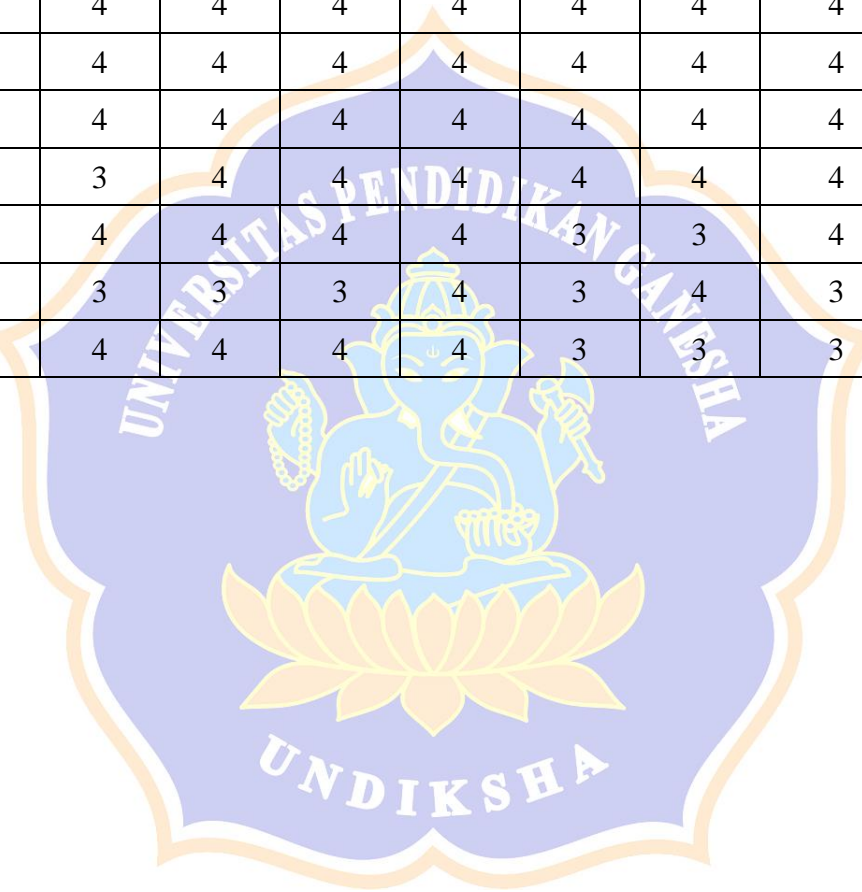 4 4 4 4 4 4 4
4 4 4 4 4 4 4
4 4 4 4 4 4 4
3 4 4 4 4 4 4
4 4 4 4 3 3 4
3 3 3 4 3 4 3
4 4 4 4 3 3 3
UNIVERSITAS PENDIDIKAN GANESHA
UNDIKSHA